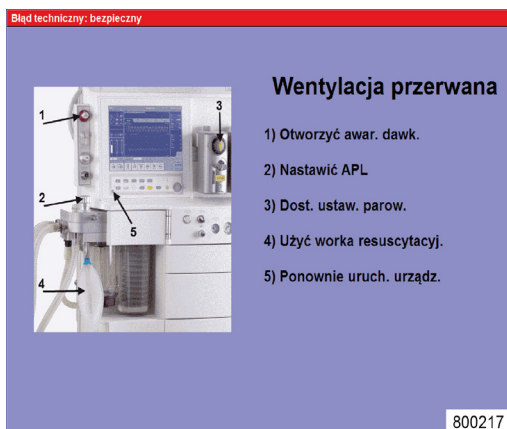 Błąd techniczny: bezpieczny
Wentylacja przerwana
1) Otworzyć awar. dawk.
2) Nastawić APL
3) Dost. ustaw. parow.
4) Użyć worka resuscytacyj.
5) Ponownie uruch. urządz.
1
2
3
4
5
800217